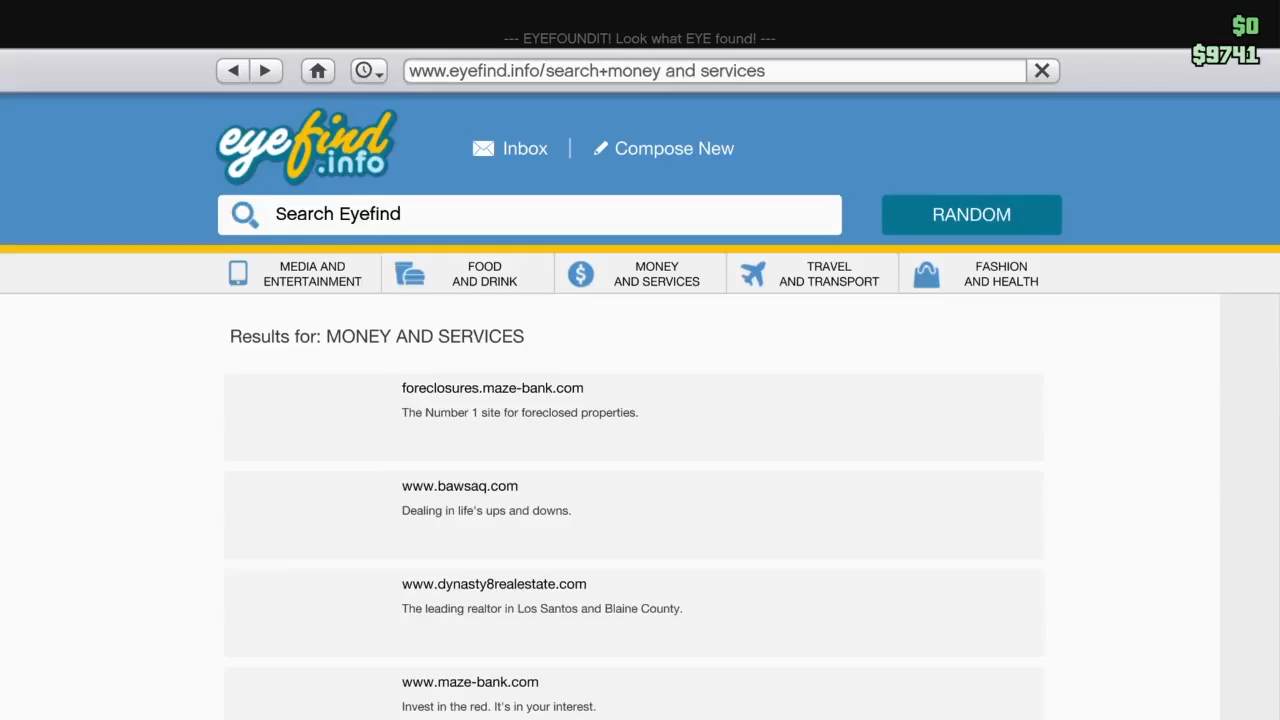 $0
--- EYEFOUNDIT! Look what EYE found! ---
$9741
www.eyefind.info/search+money and services
eyefind
.info
Inbox
Compose New
Search Eyefind
RANDOM
MEDIA AND
ENTERTAINMENT
FOOD
AND DRINK
MONEY
AND SERVICES
TRAVEL
AND TRANSPORT
FASHION
AND HEALTH
Results for: MONEY AND SERVICES
foreclosures.maze-bank.com
The Number 1 site for foreclosed properties.
www.bawsaq.com
Dealing in life's ups and downs.
www.dynasty8realestate.com
The leading realtor in Los Santos and Blaine County.
www.maze-bank.com
Invest in the red. It's in your interest.